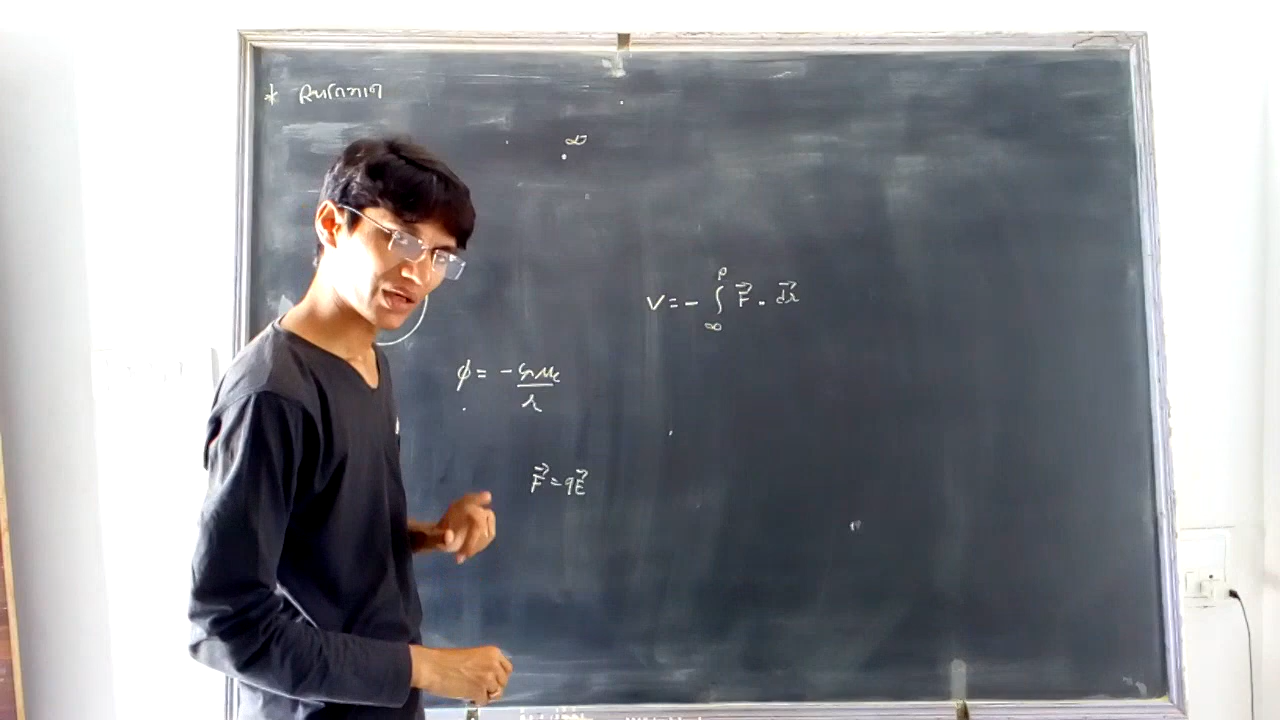 * સ્થિતિમાન
∞
V = - ∫_∞^P F⃗ . dr⃗
ϕ = - GMe / r
F⃗ = qE⃗